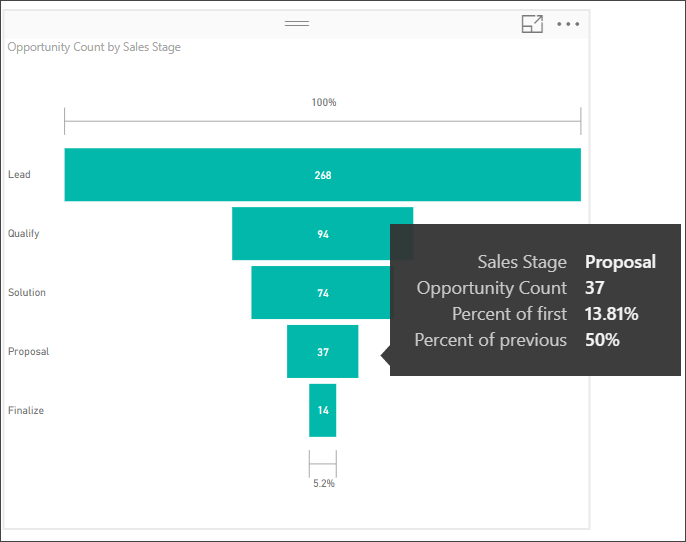 Opportunity Count by Sales Stage
100%
Lead 268
Qualify 94
Solution 74
Proposal 37
Finalize 14
5.2%
Sales Stage Proposal
Opportunity Count 37
Percent of first 13.81%
Percent of previous 50%